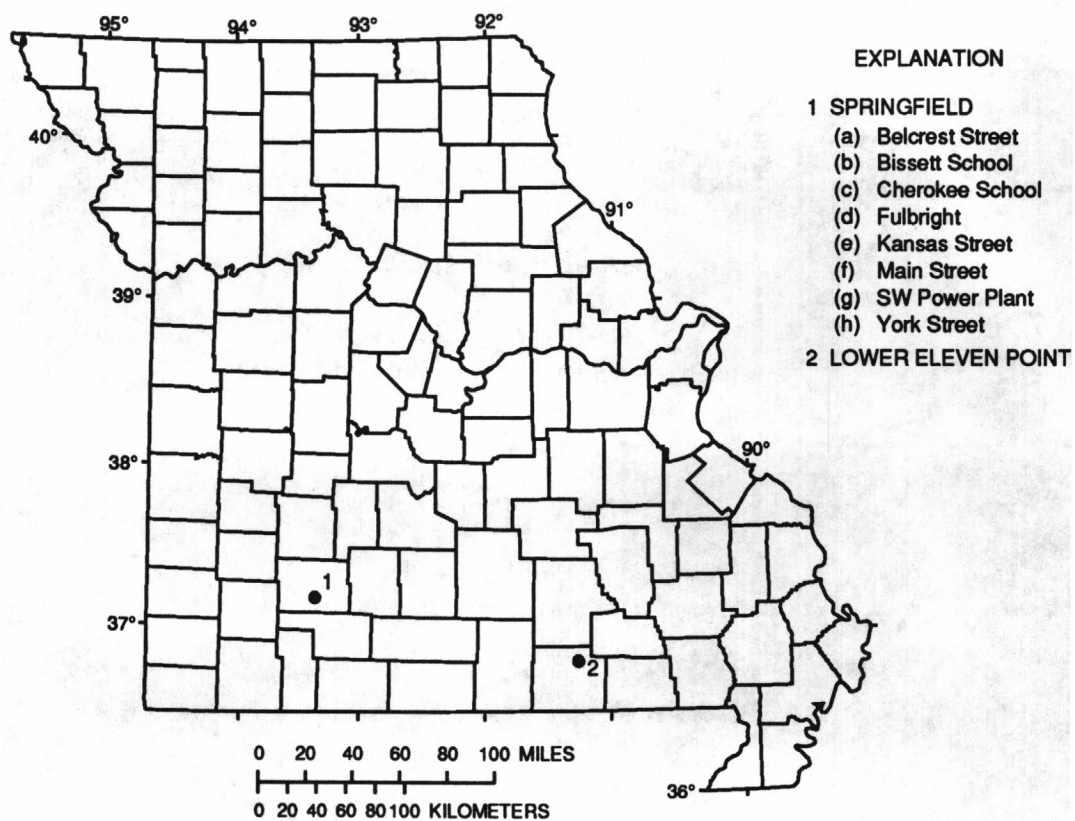 95° 94° 93° 92°
EXPLANATION
1 SPRINGFIELD
(a) Belcrest Street
(b) Bissett School
(c) Cherokee School
(d) Fulbright
(e) Kansas Street
(f) Main Street
(g) SW Power Plant
(h) York Street
2 LOWER ELEVEN POINT
40°
91°
39°
90°
38°
1
37°
2
0 20 40 60 80 100 MILES
0 20 40 60 80 100 KILOMETERS
36°